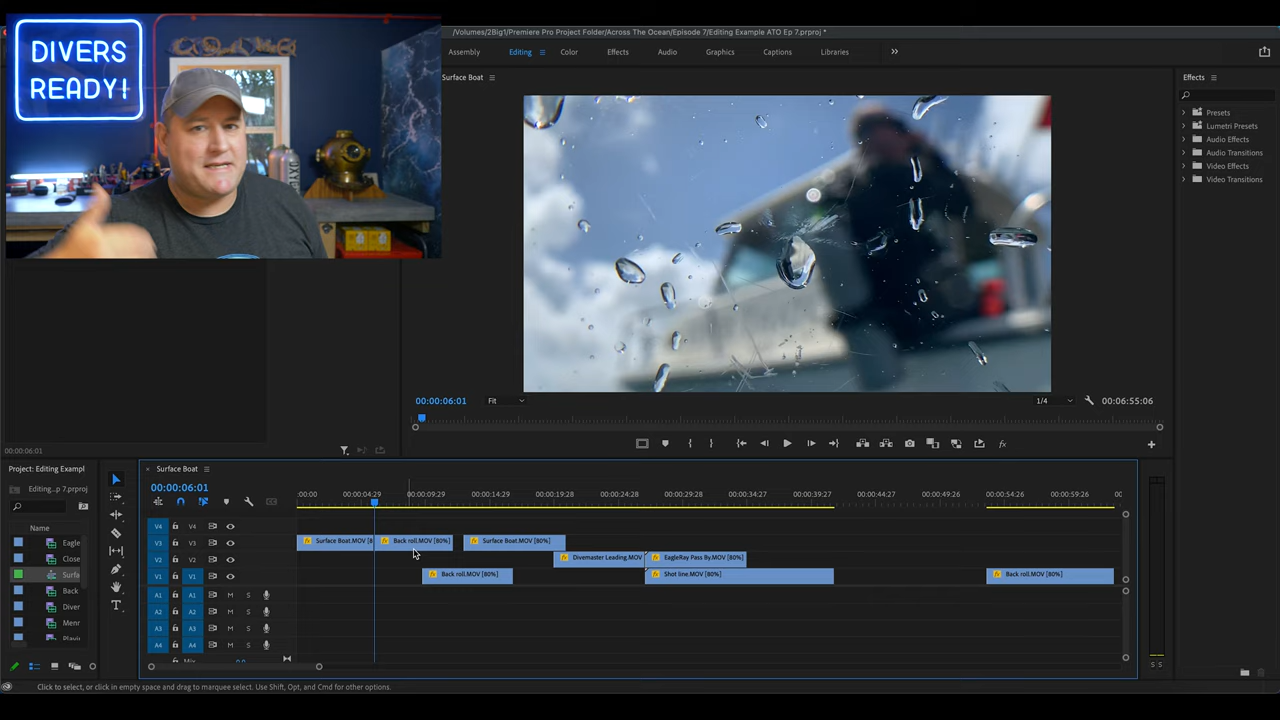 DIVERS
READY!
/Volumes/2Big1/Premiere Pro Project Folder/Across The Ocean/Episode 7/Editing Example ATO Ep 7.prproj *
Assembly
Editing
Color
Effects
Audio
Graphics
Captions
Libraries
Surface Boat
Effects
Presets
Lumetri Presets
Audio Effects
Audio Transitions
Video Effects
Video Transitions
00:00:06:01
Fit
1/4
00:06:55:06
00:00:06:01
Project: Editing Exampl
Editing...p 7.prproj
Name
Eagle
Close
Surfa
Back
Diver
Surface Boat
00:00:06:01
:00:00
00:00:04:29
00:00:09:29
00:00:14:29
00:00:19:28
00:00:24:28
00:00:29:28
00:00:34:27
00:00:39:27
00:00:44:27
00:00:49:26
00:00:54:26
00:00:59:26
00
V4 V4
V3 V3 Surface Boat.MOV [8 Back roll.MOV [80%] Surface Boat.MOV [80%]
V2 V2 Divemaster Leading.MOV EagleRay Pass By.MOV [80%]
V1 V1 Back roll.MOV [80%] Shot line.MOV [80%] Back roll.MOV [80%]
A1 A1 M S
A2 A2 M S
A3 A3 M S
A4 A4 M S
S S
Click to select, or click in empty space and drag to marquee select. Use Shift, Opt, and Cmd for other options.